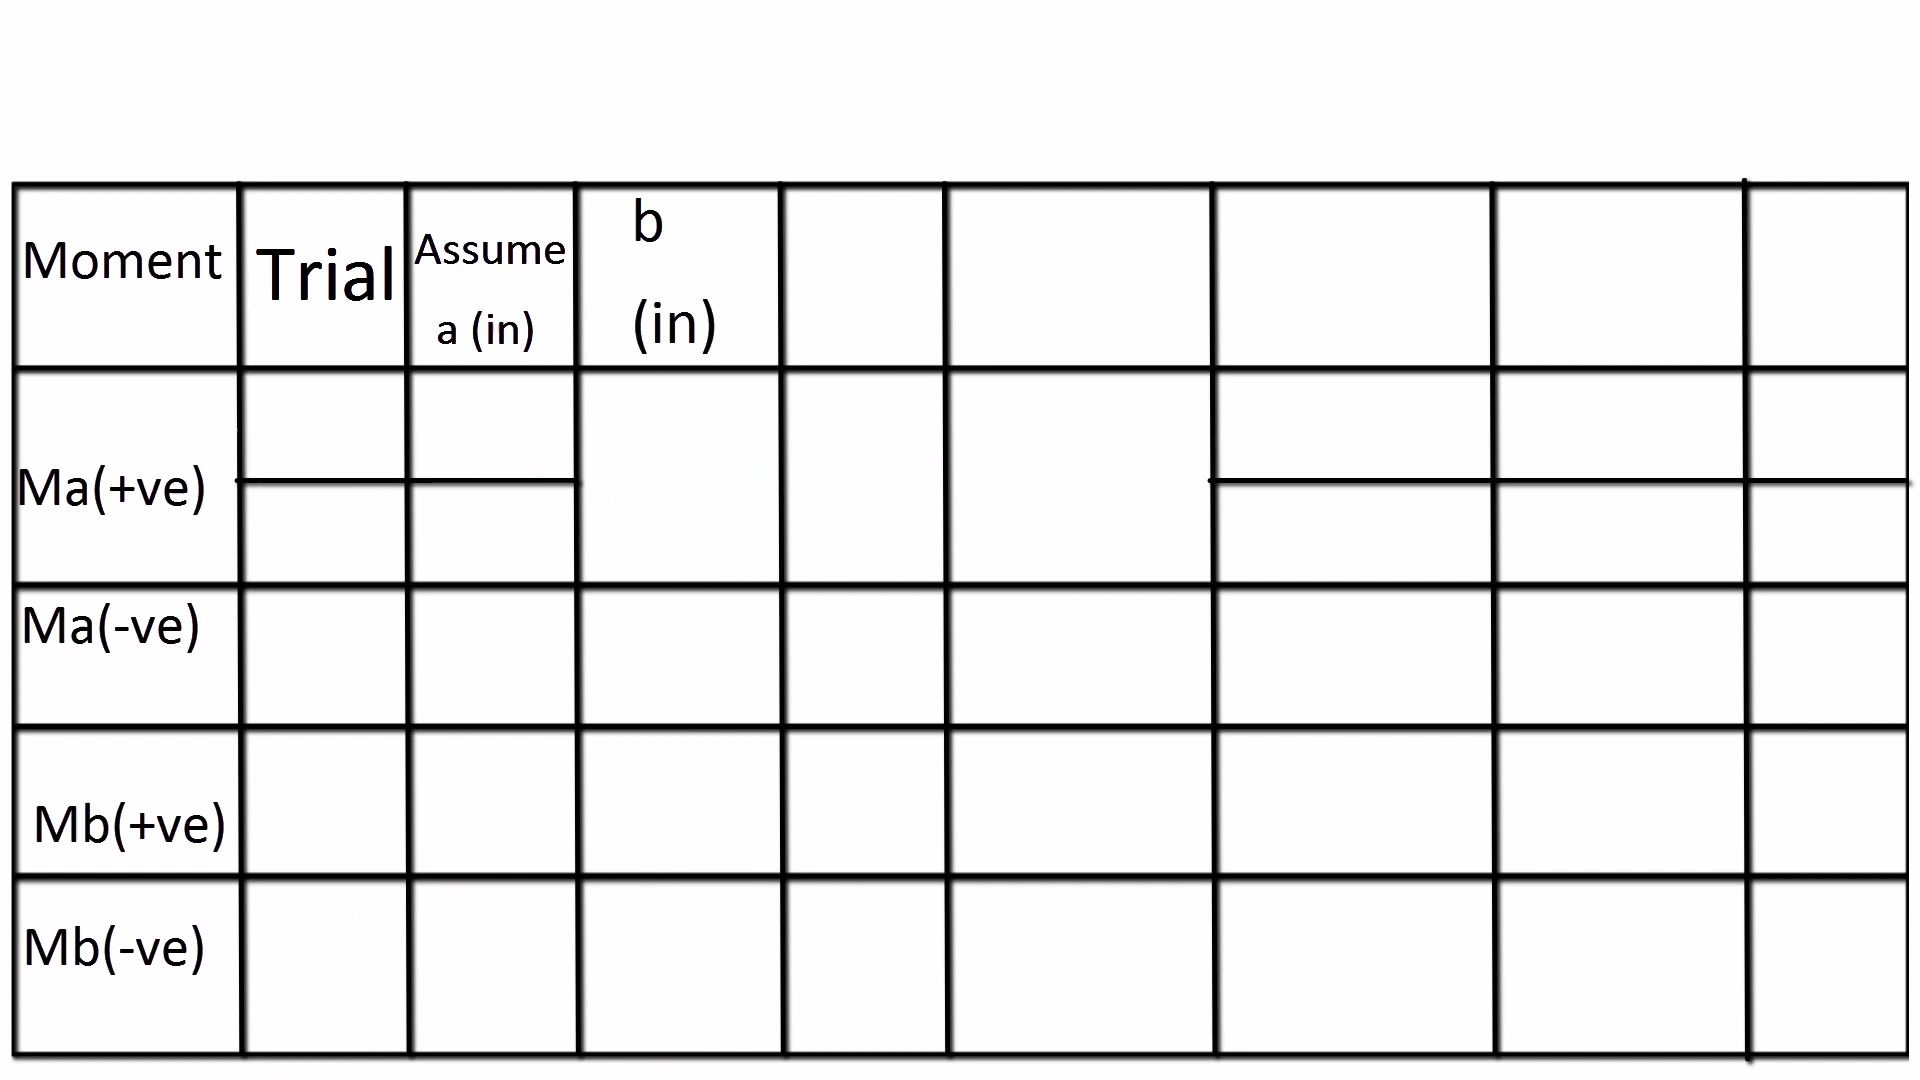 Moment
Trial
Assume
a (in)
b
(in)
Ma(+ve)
Ma(-ve)
Mb(+ve)
Mb(-ve)